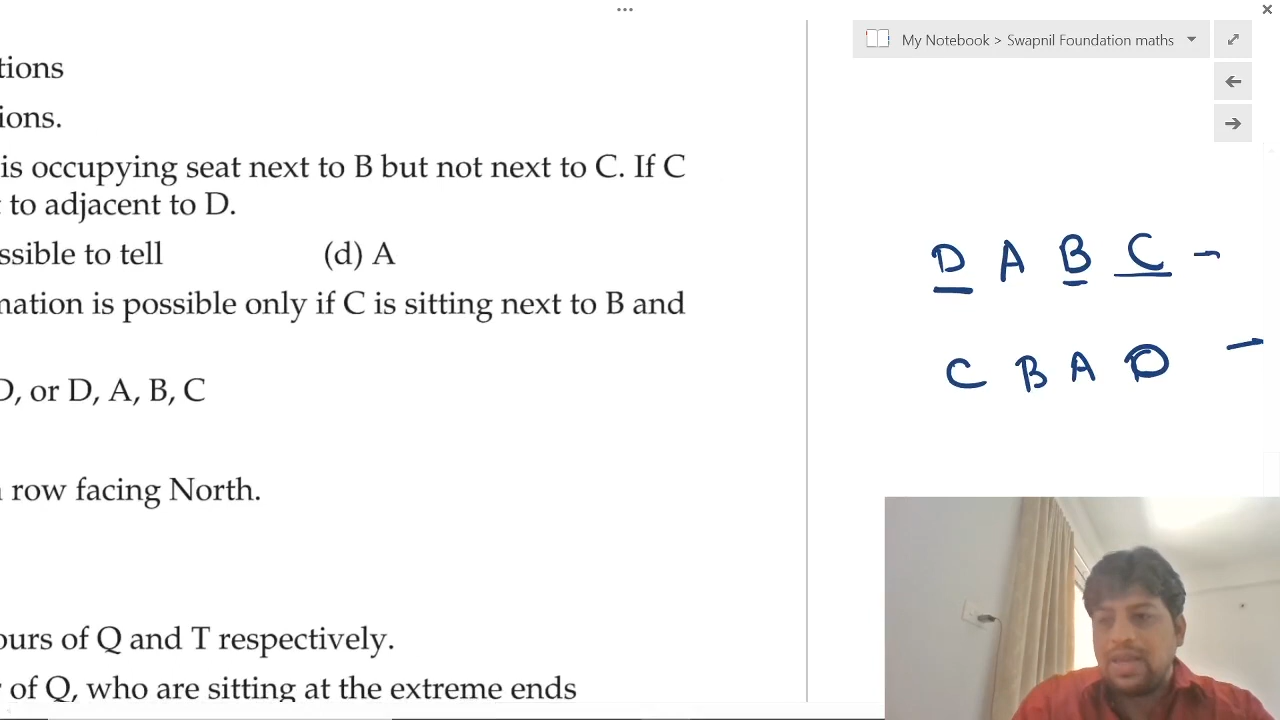 My Notebook > Swapnil Foundation maths
tions
ions.
is occupying seat next to B but not next to C. If C
to adjacent to D.
ssible to tell (d) A
nation is possible only if C is sitting next to B and
D, or D, A, B, C
row facing North.
ours of Q and T respectively.
of Q, who are sitting at the extreme ends
D A B C -
C B A D -